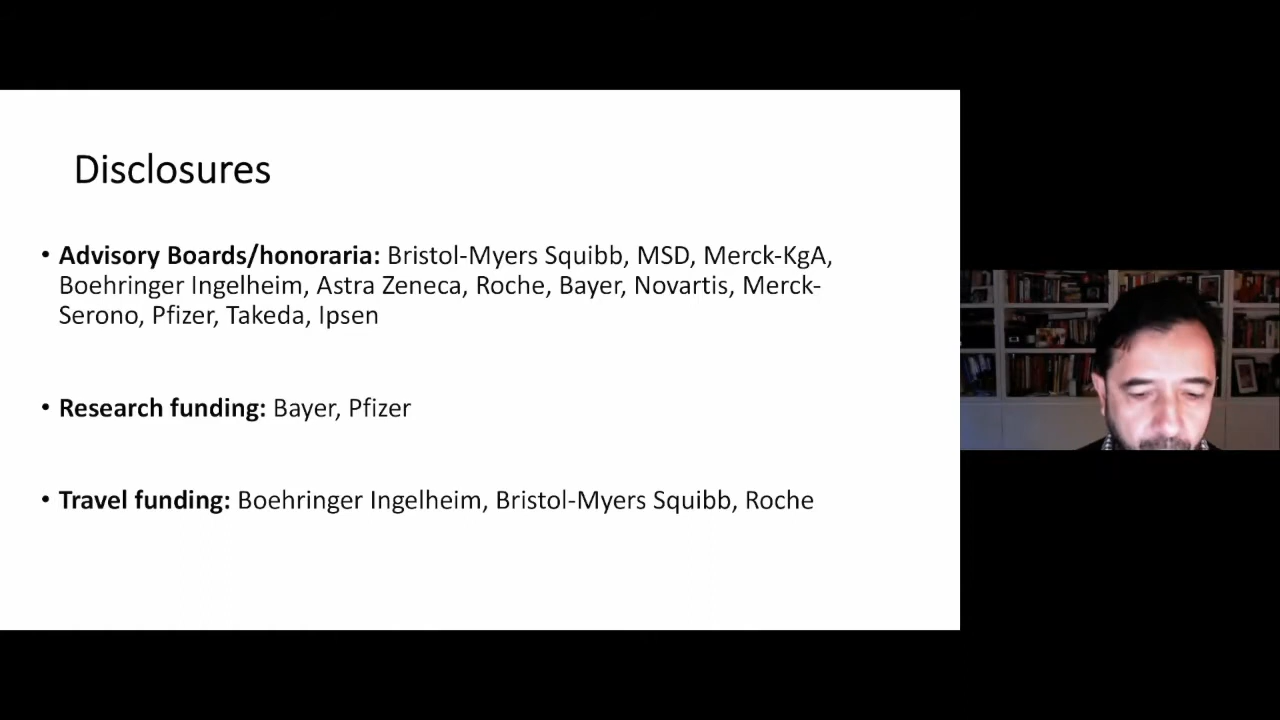 Disclosures
• Advisory Boards/honoraria: Bristol-Myers Squibb, MSD, Merck-KgA,
Boehringer Ingelheim, Astra Zeneca, Roche, Bayer, Novartis, Merck-
Serono, Pfizer, Takeda, Ipsen
• Research funding: Bayer, Pfizer
• Travel funding: Boehringer Ingelheim, Bristol-Myers Squibb, Roche